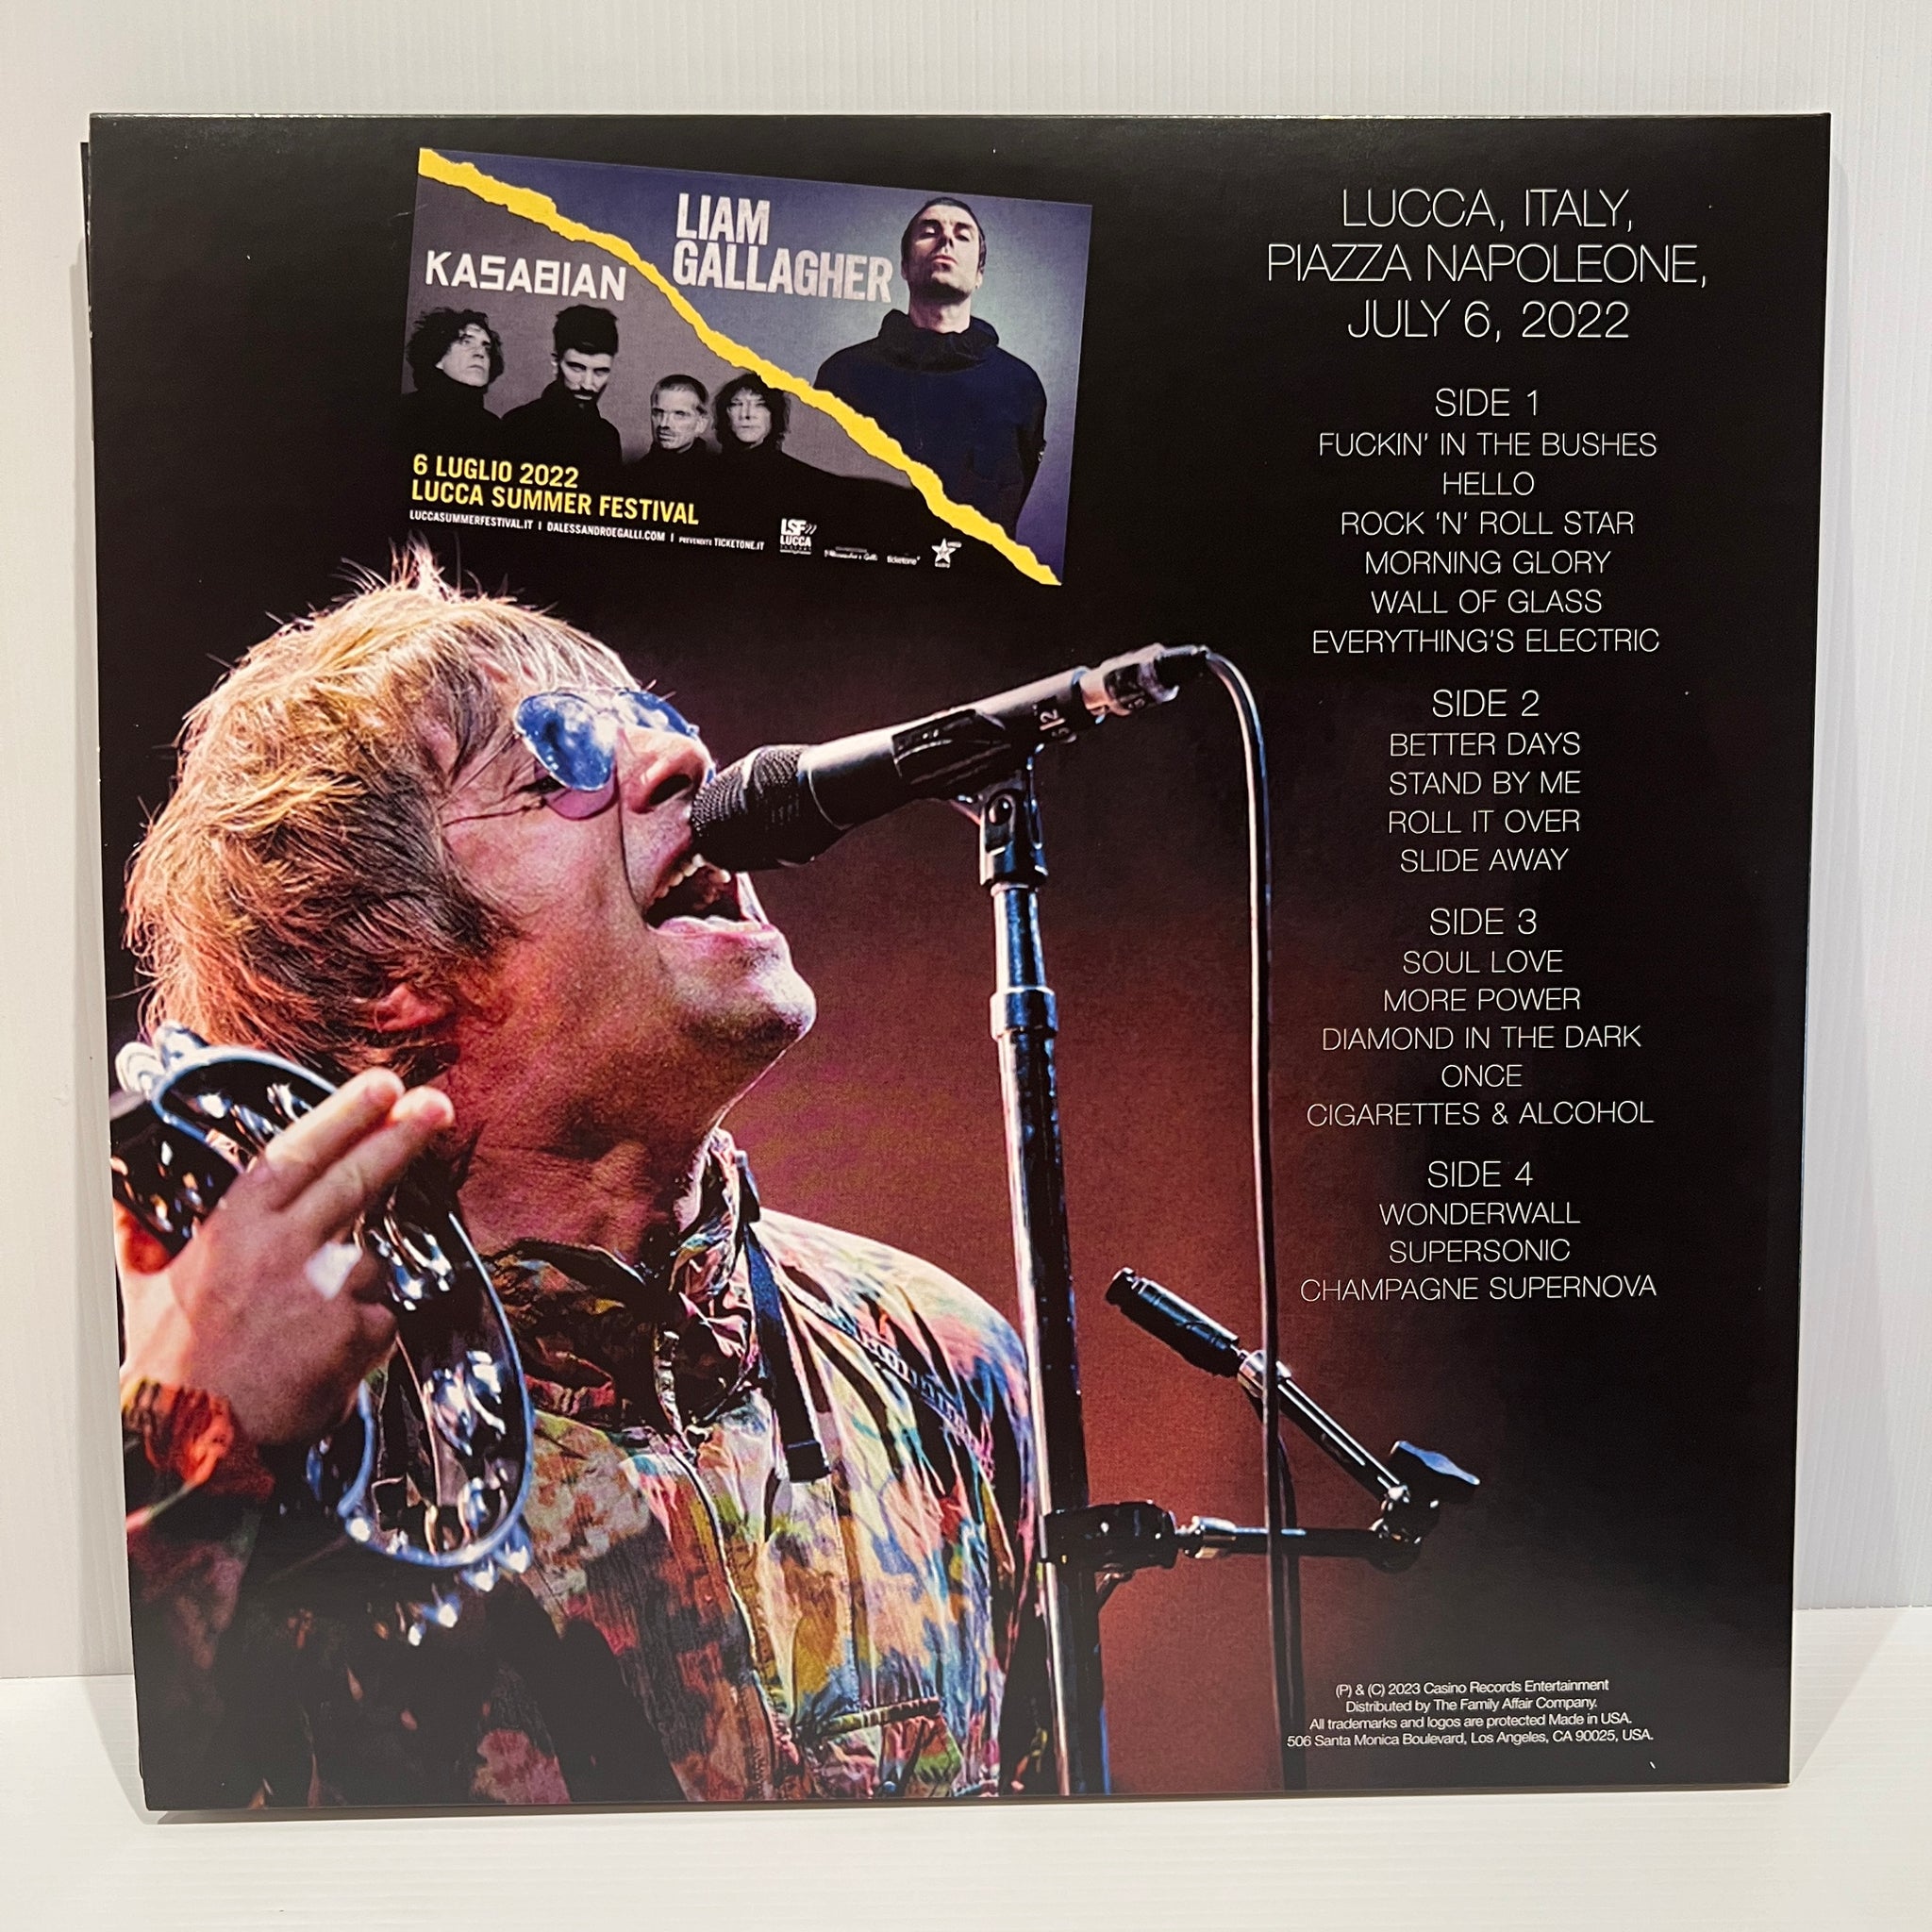 LIAM
GALLAGHER
KASABIAN
6 LUGLIO 2022
LUCCA SUMMER FESTIVAL
LUCCASUMMERFESTIVAL.IT | DALESSANDROEGALLI.COM | PREVENDITE TICKETONE.IT
LSF
LUCCA
ticketone
LUCCA, ITALY,
PIAZZA NAPOLEONE,
JULY 6, 2022
SIDE 1
FUCKIN' IN THE BUSHES
HELLO
ROCK 'N' ROLL STAR
MORNING GLORY
WALL OF GLASS
EVERYTHING'S ELECTRIC
SIDE 2
BETTER DAYS
STAND BY ME
ROLL IT OVER
SLIDE AWAY
SIDE 3
SOUL LOVE
MORE POWER
DIAMOND IN THE DARK
ONCE
CIGARETTES & ALCOHOL
SIDE 4
WONDERWALL
SUPERSONIC
CHAMPAGNE SUPERNOVA
(P) & (C) 2023 Casino Records Entertainment
Distributed by The Family Affair Company.
All trademarks and logos are protected Made in USA.
506 Santa Monica Boulevard, Los Angeles, CA 90025, USA.